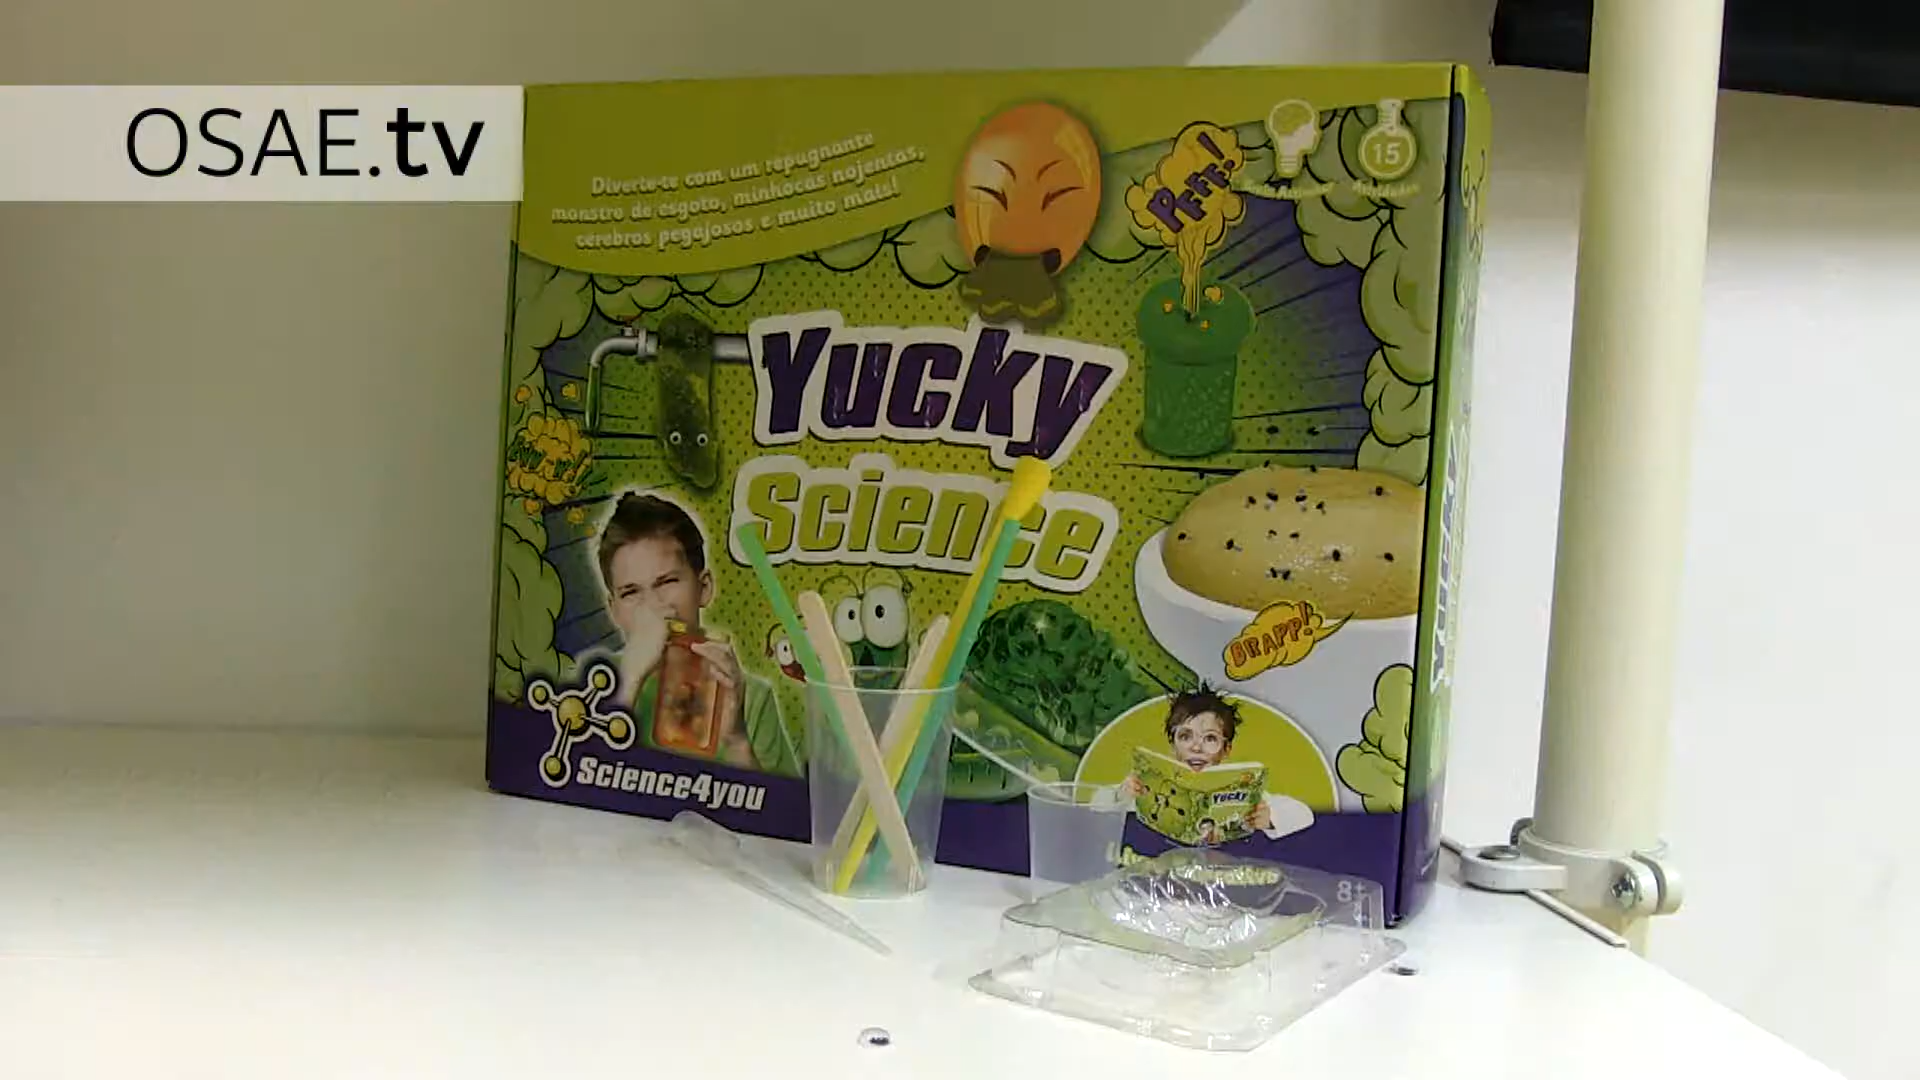 OSAE.tv
Diverte-te com um repugnante
monstro de esgoto, minhocas nojentas,
cérebros pegajosos e muito mais!
PFFF!
15
Atividades
Yucky
Science
BRAPP!
Yucky
Science4you
8+